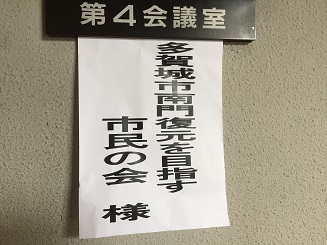 第4会議室
多賀城市南門復元を目指す
市民の会 様